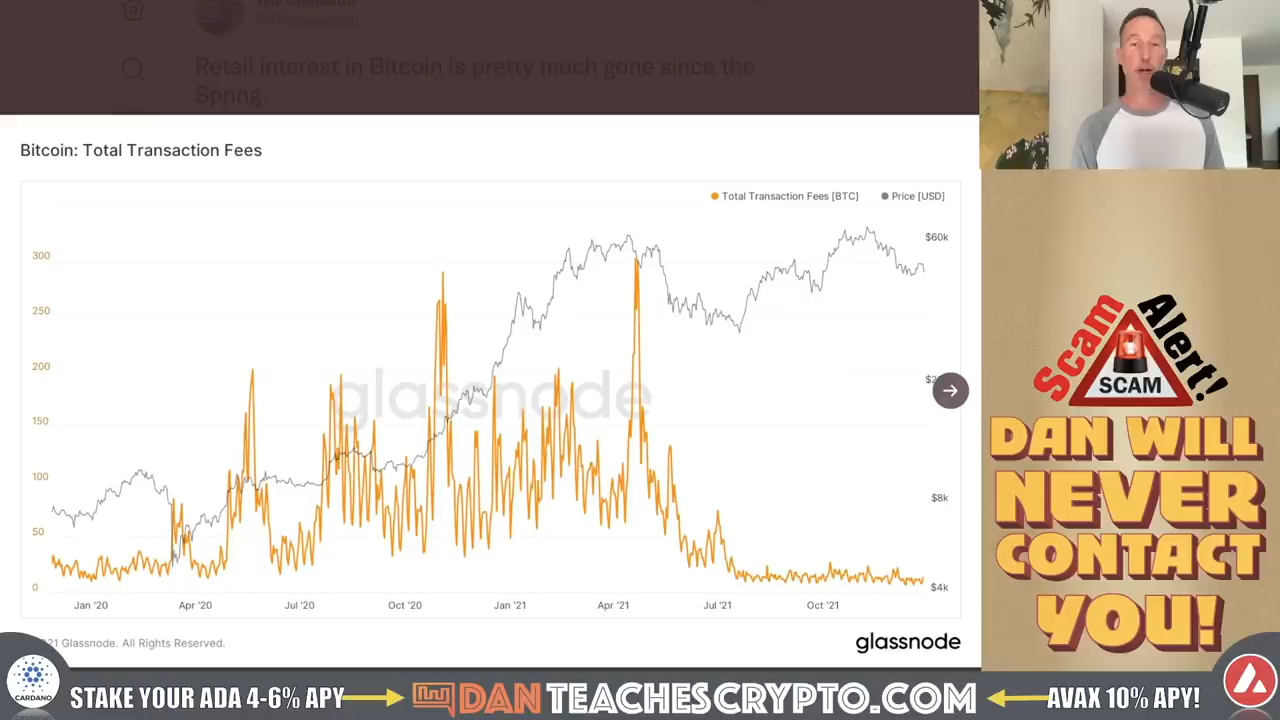 Retail interest in Bitcoin is pretty much gone since the
Spring.
Bitcoin: Total Transaction Fees
Total Transaction Fees [BTC]
Price [USD]
300
250
200
150
100
50
0
$60k
$8k
$4k
glassnode
Jan '20
Apr '20
Jul '20
Oct '20
Jan '21
Apr '21
Jul '21
Oct '21
21 Glassnode. All Rights Reserved.
glassnode
Scam Alert!
SCAM
DAN WILL
NEVER
CONTACT
YOU!
CARDANO
STAKE YOUR ADA 4-6% APY
DANTEACHESCRYPTO.COM
AVAX 10% APY!